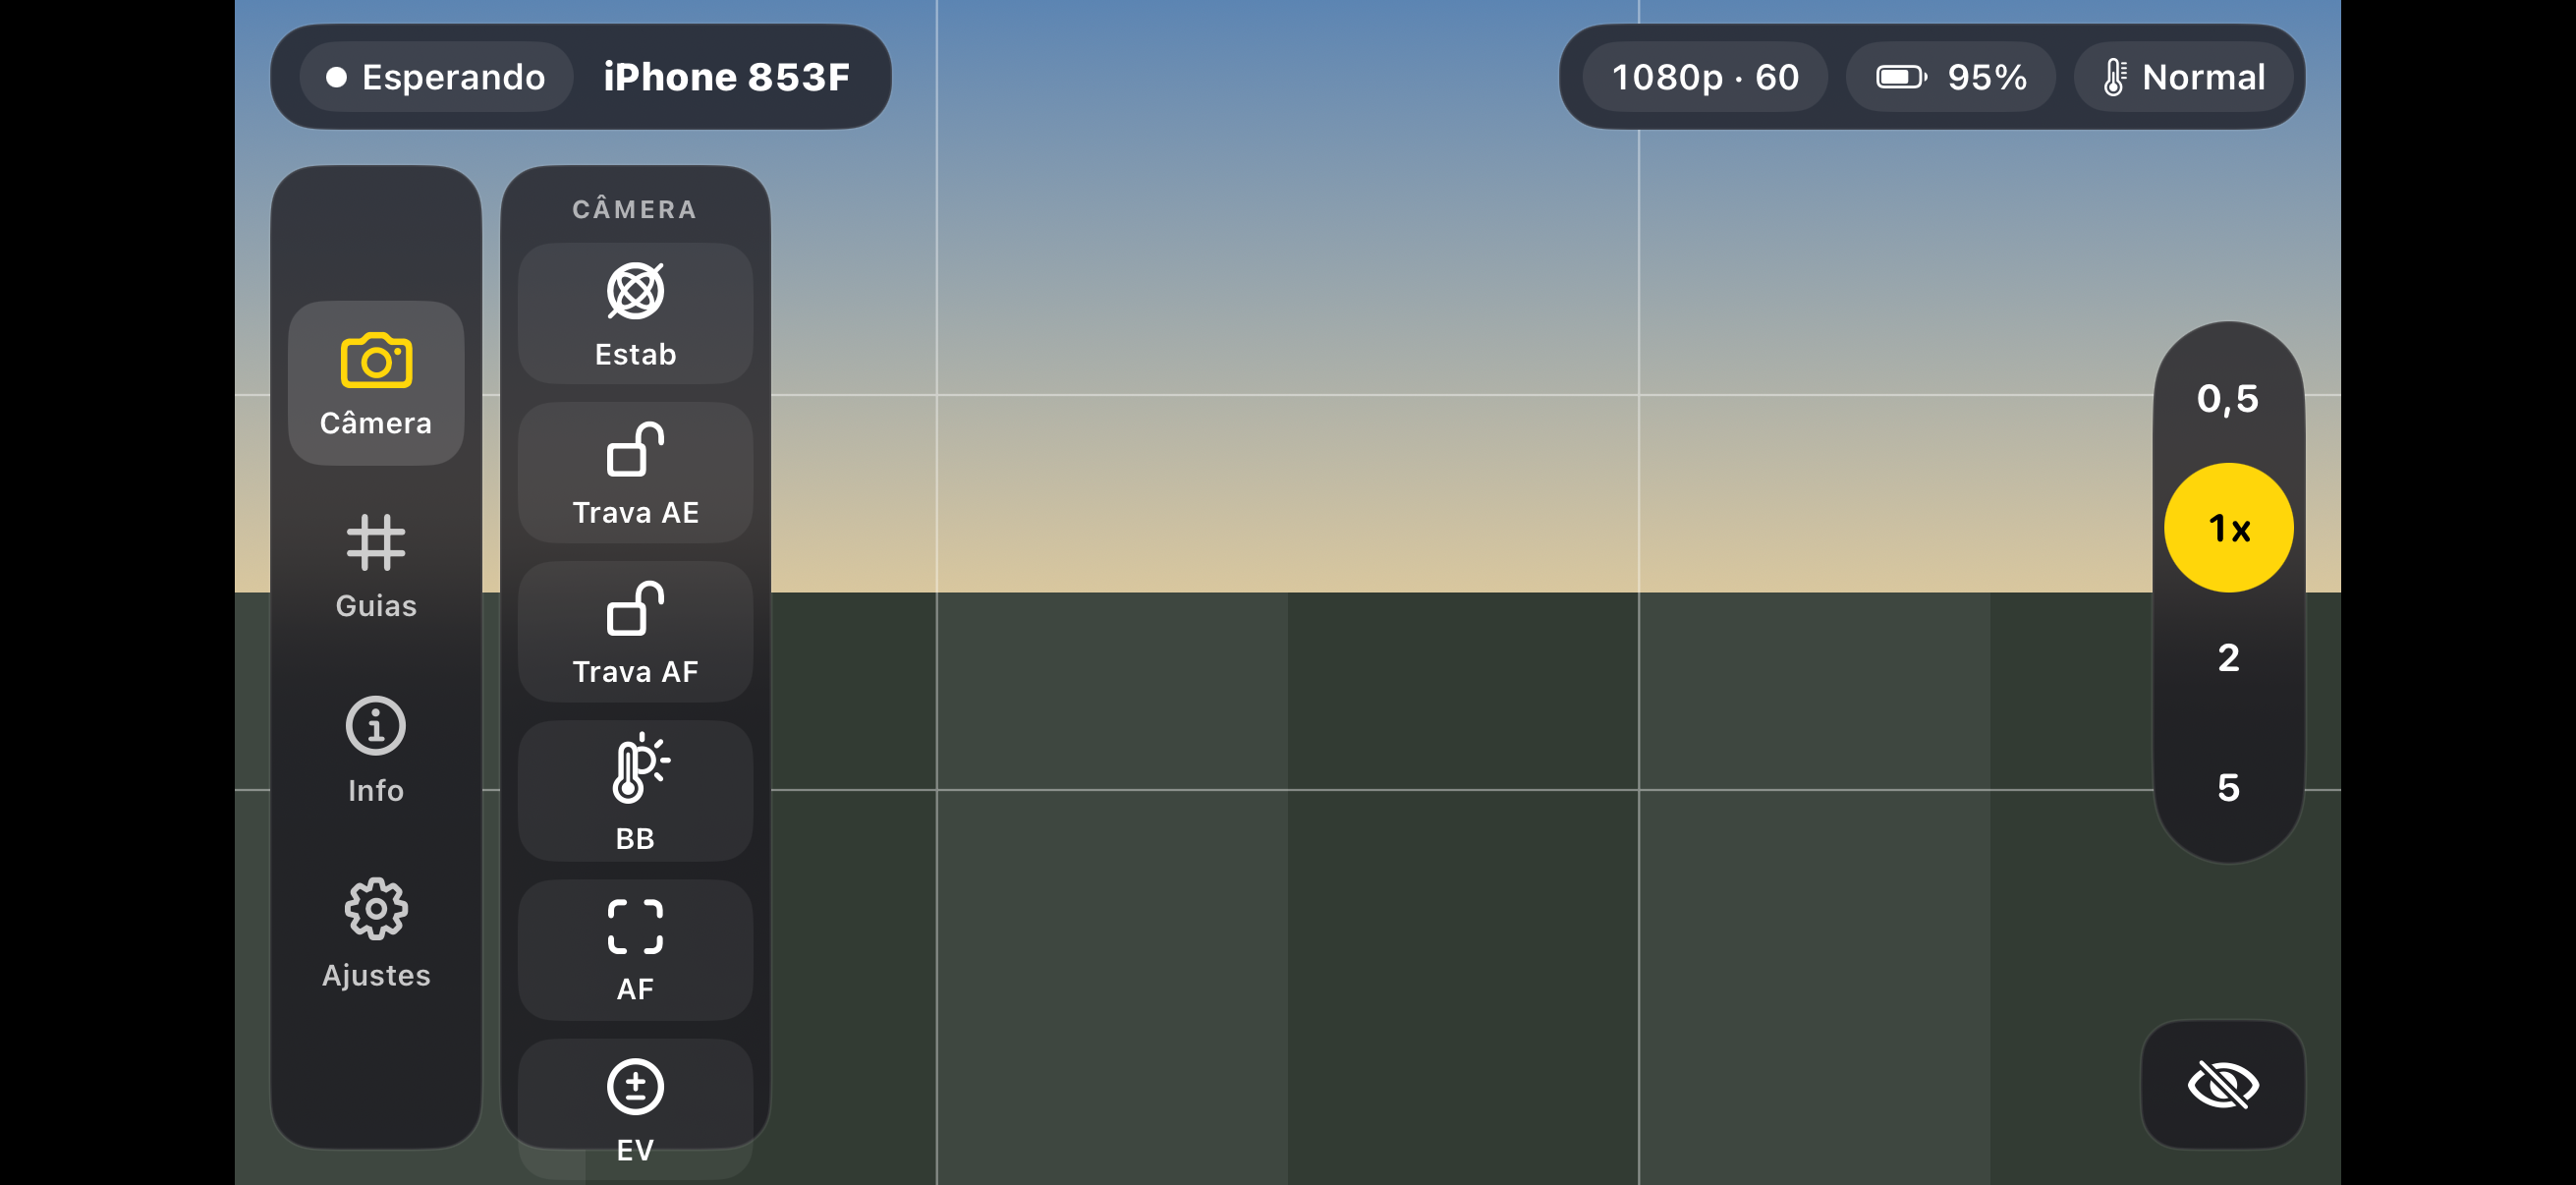 Esperando
iPhone 853F
1080p · 60
95%
Normal
Câmera
Guias
Info
Ajustes
CÂMERA
Estab
Trava AE
Trava AF
BB
AF
EV
0,5
1x
2
5